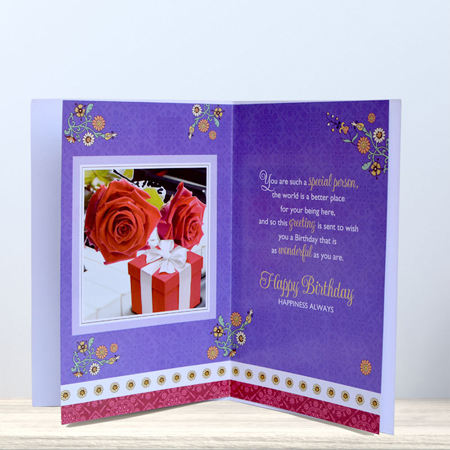 You are such a special person,
the world is a better place
for your being here,
and so this greeting is sent to wish
you a Birthday that is
as wonderful as you are.
Happy Birthday
HAPPINESS ALWAYS